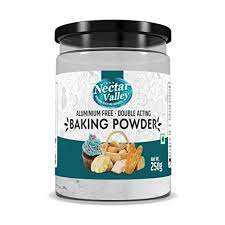 Nectar
Valley
ALUMINIUM FREE - DOUBLE ACTING
BAKING POWDER
Net Wt.
250g